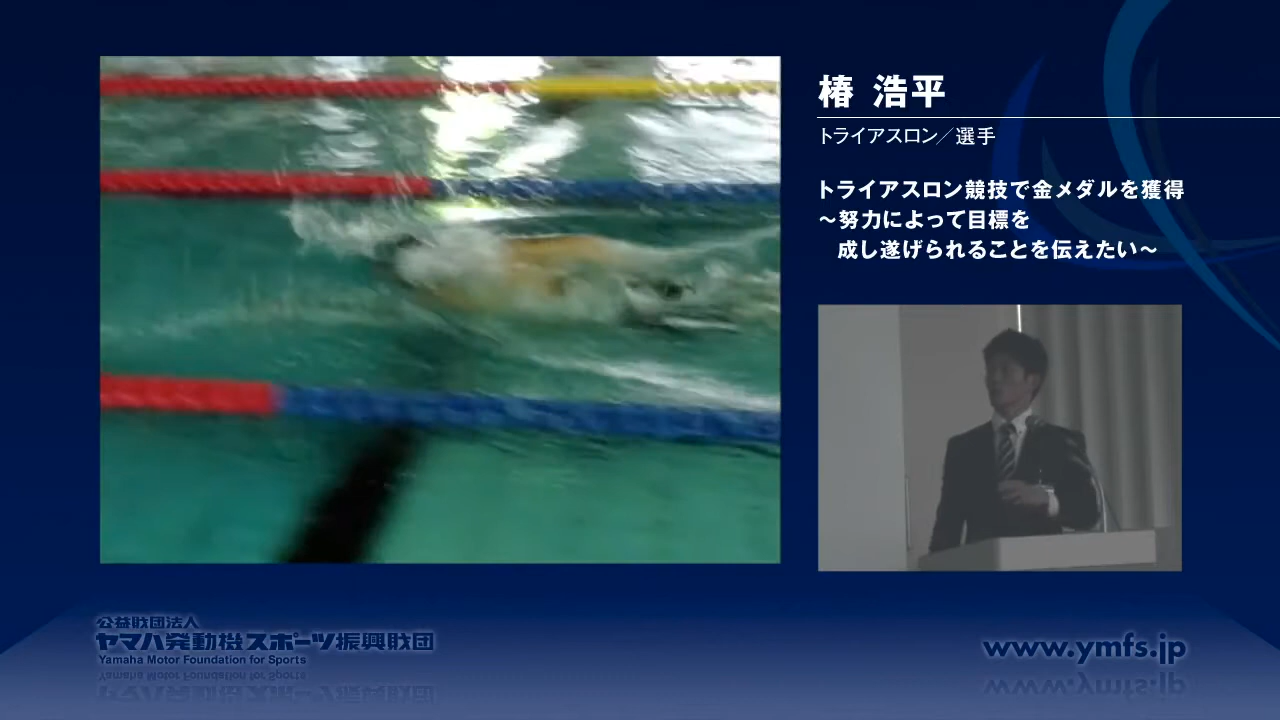 椿 浩平
トライアスロン／選手
トライアスロン競技で金メダルを獲得
～努力によって目標を
成し遂げられることを伝えたい～
公益財団法人
ヤマハ発動機スポーツ振興財団
Yamaha Motor Foundation for Sports
www.ymfs.jp